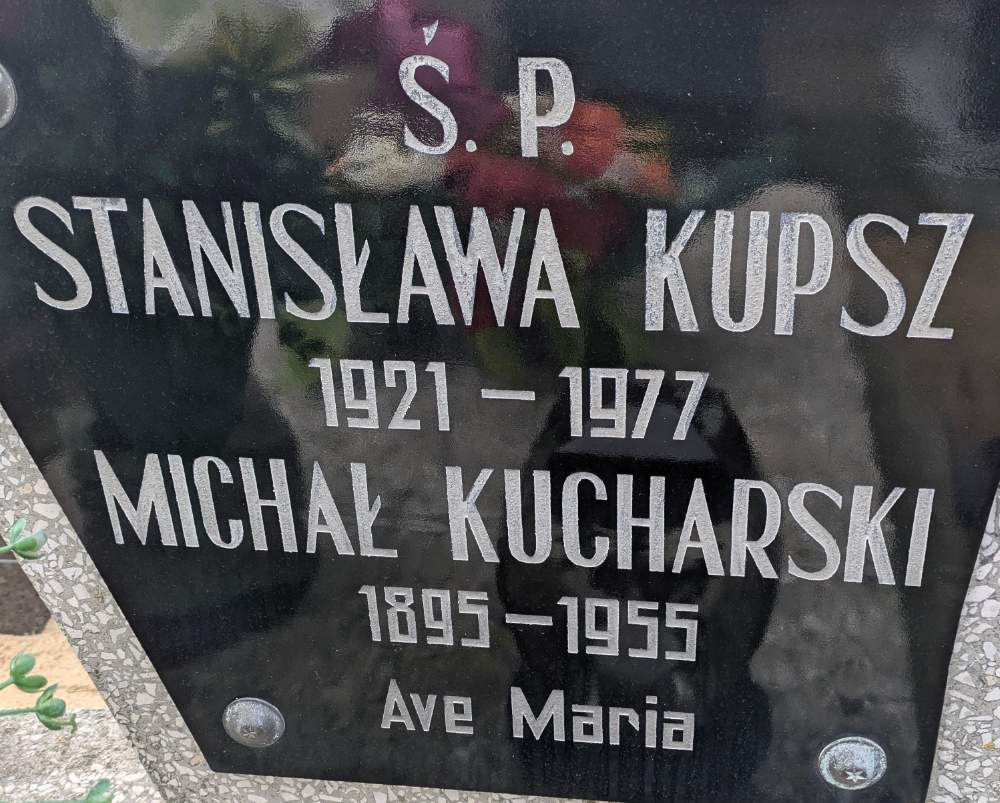 Ś. P.
STANISŁAWA KUPSZ
1921 – 1977
MICHAŁ KUCHARSKI
1895 – 1955
Ave Maria